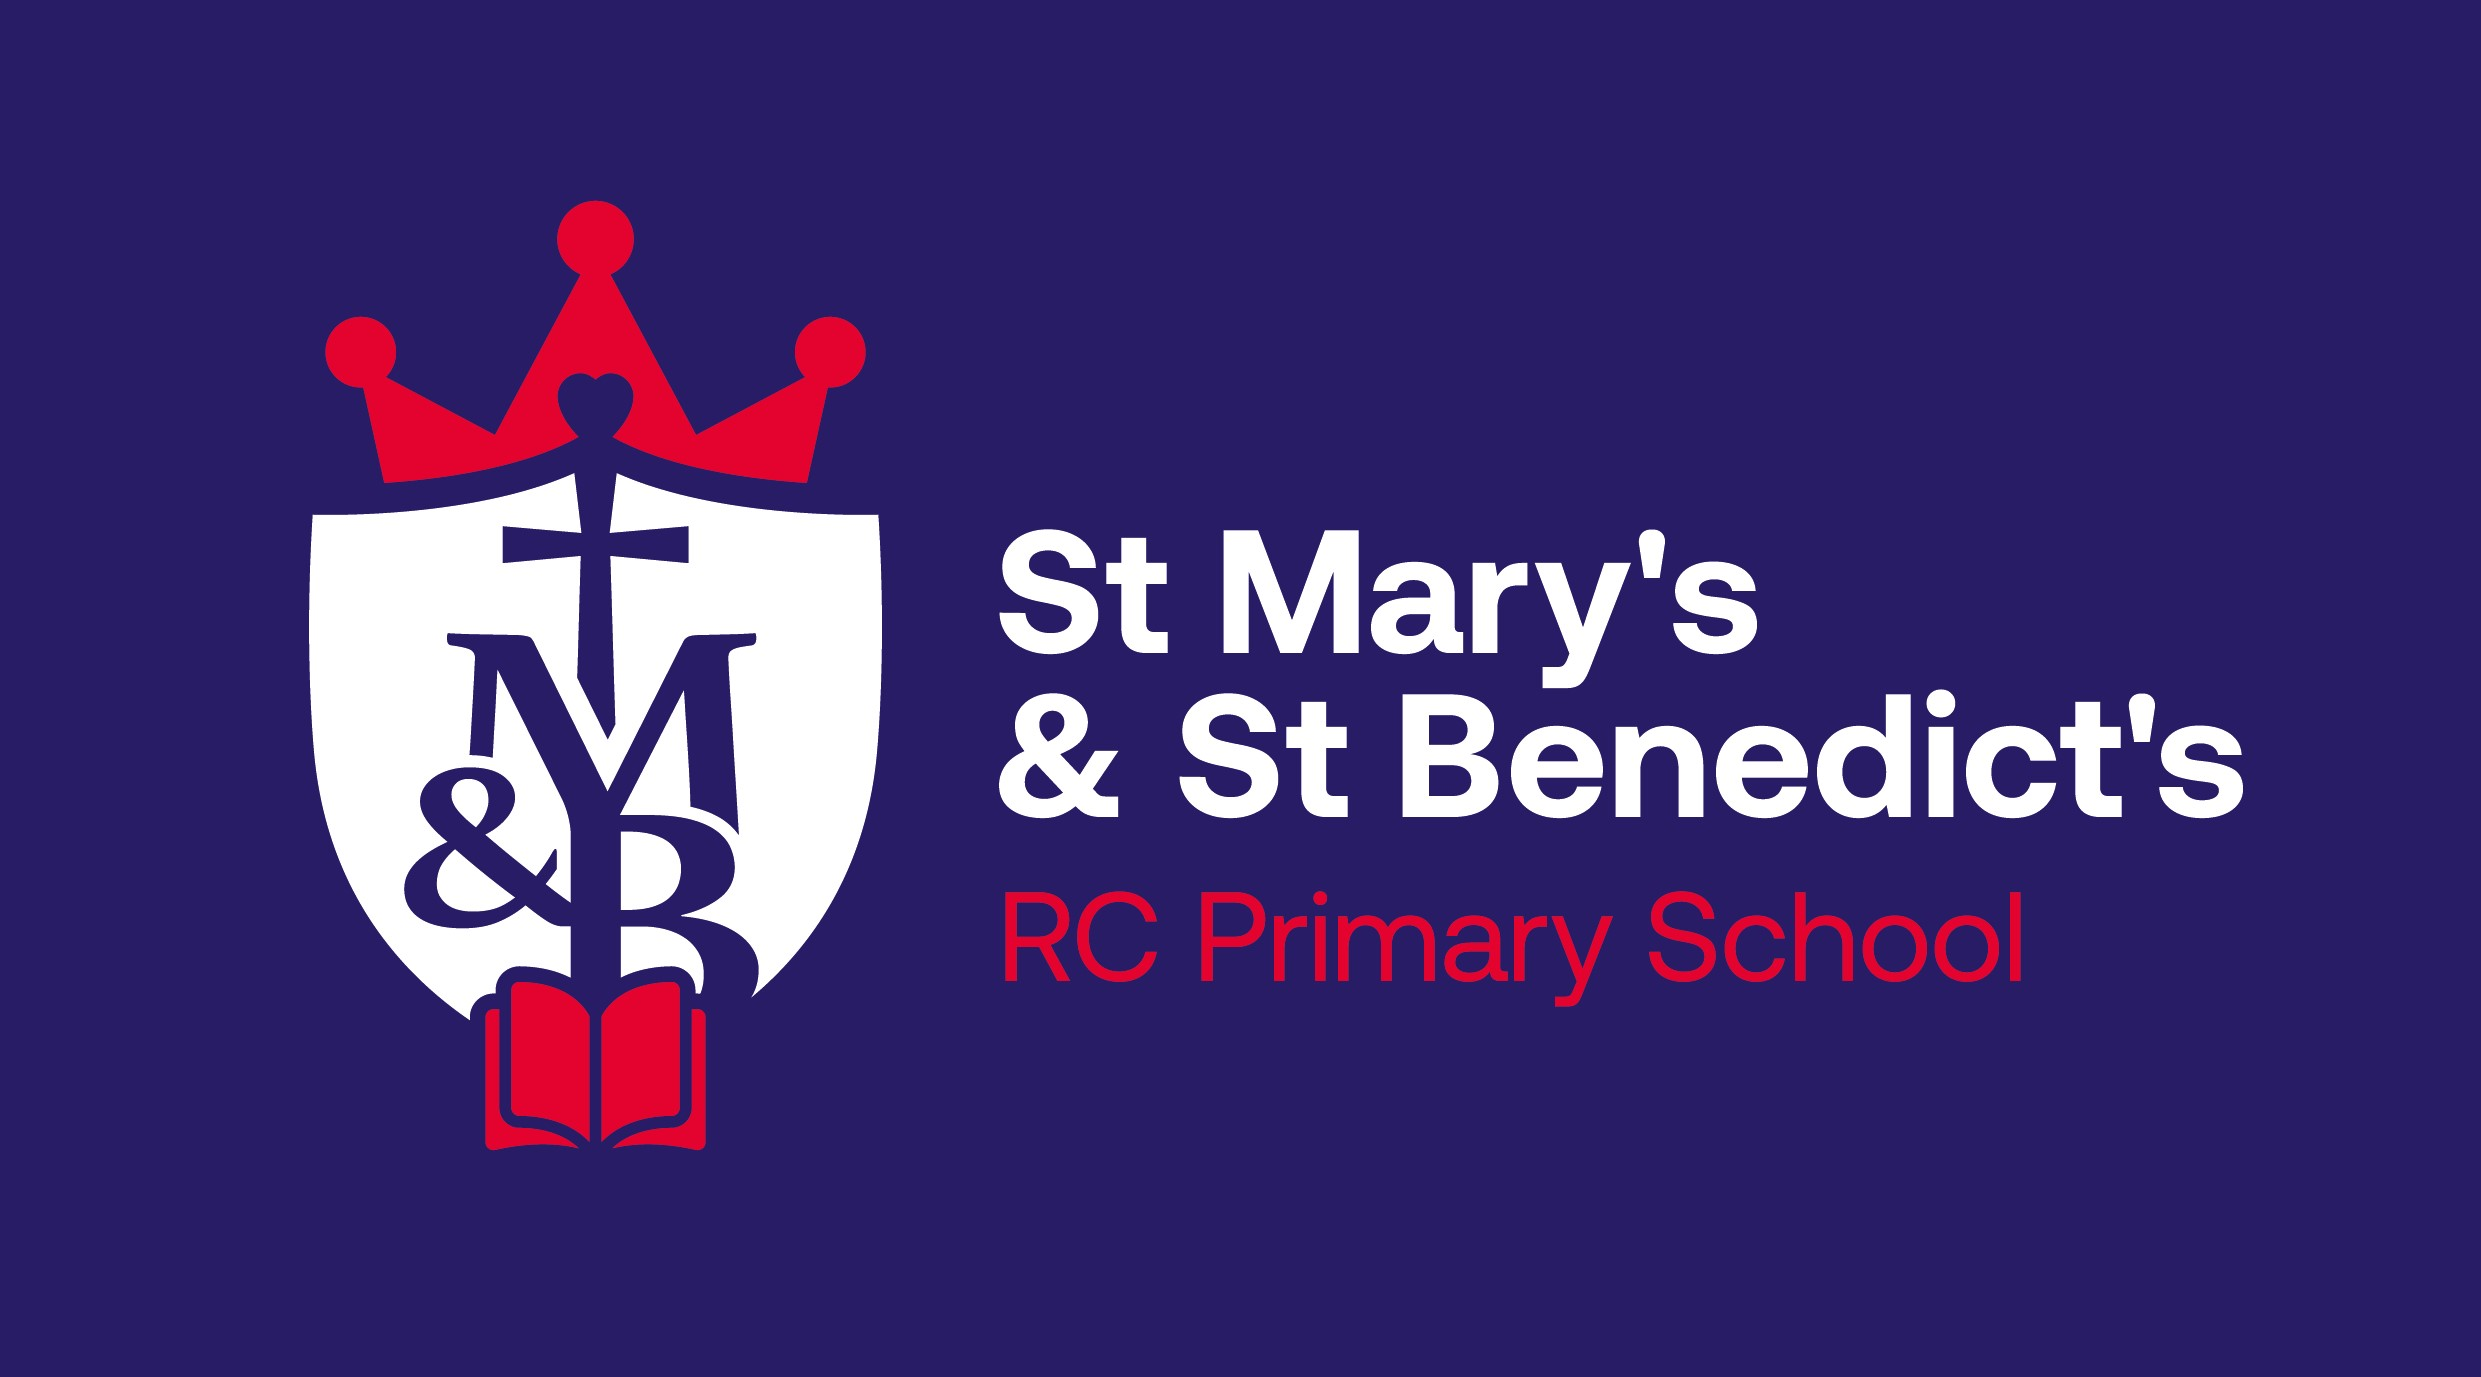 M
&B
St Mary's
& St Benedict's
RC Primary School